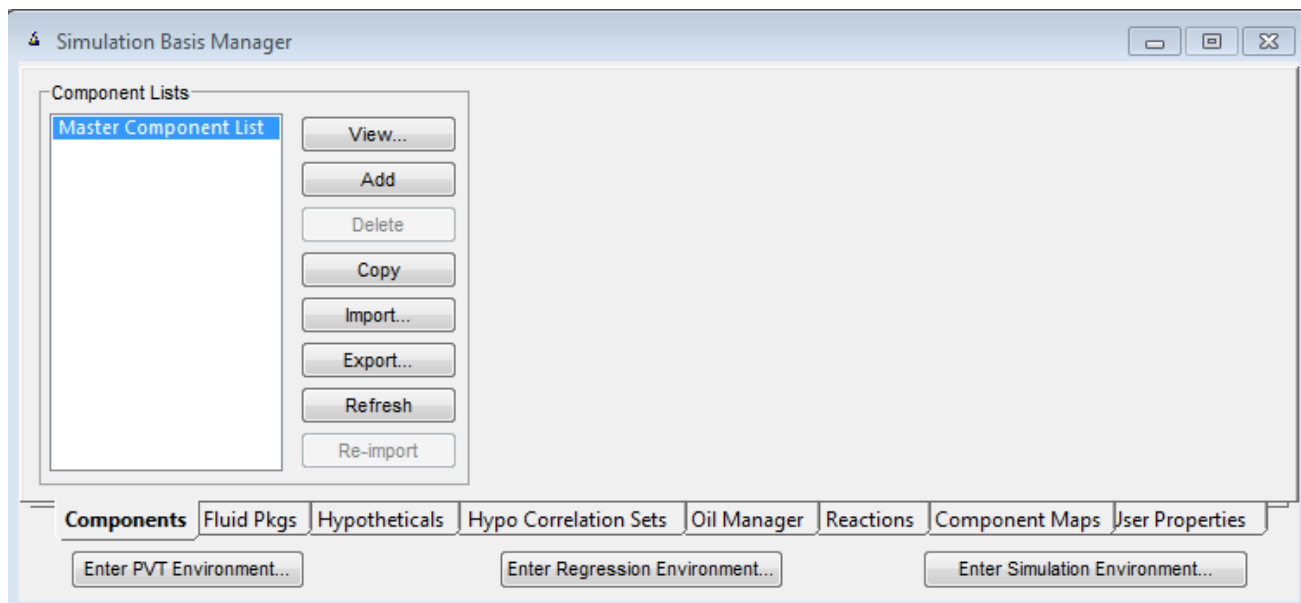 Simulation Basis Manager
Component Lists
Master Component List
View...
Add
Delete
Copy
Import...
Export...
Refresh
Re-import
Components Fluid Pkgs Hypotheticals Hypo Correlation Sets Oil Manager Reactions Component Maps User Properties
Enter PVT Environment... Enter Regression Environment... Enter Simulation Environment...